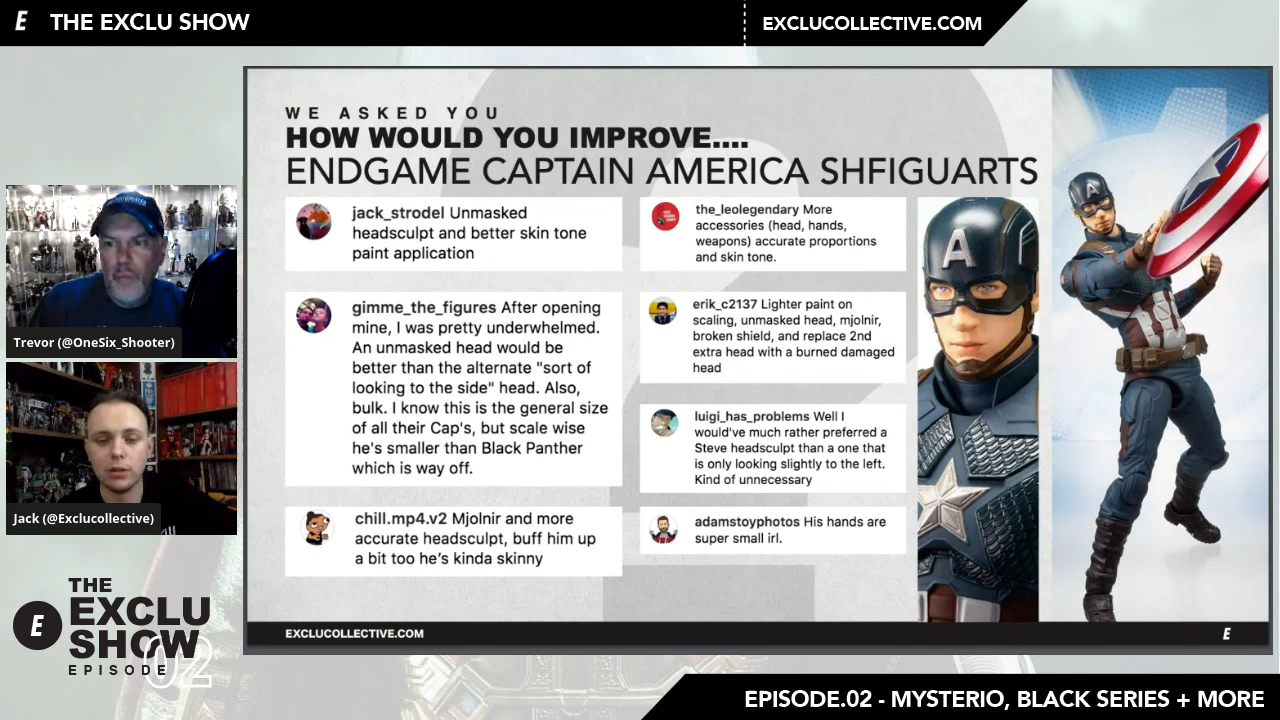 E THE EXCLU SHOW
EXCLUCOLLECTIVE.COM
WE ASKED YOU
HOW WOULD YOU IMPROVE....
ENDGAME CAPTAIN AMERICA SHFIGUARTS
jack_strodel Unmasked
headsculpt and better skin tone
paint application
gimme_the_figures After opening
mine, I was pretty underwhelmed.
An unmasked head would be
better than the alternate "sort of
looking to the side" head. Also,
bulk. I know this is the general size
of all their Cap's, but scale wise
he's smaller than Black Panther
which is way off.
chill.mp4.v2 Mjolnir and more
accurate headsculpt, buff him up
a bit too he's kinda skinny
the_leolegendary More
accessories (head, hands,
weapons) accurate proportions
and skin tone.
erik_c2137 Lighter paint on
scaling, unmasked head, mjolnir,
broken shield, and replace 2nd
extra head with a burned damaged
head
luigi_has_problems Well I
would've much rather preferred a
Steve headsculpt than a one that
is only looking slightly to the left.
Kind of unnecessary
adamstoyphotos His hands are
super small irl.
A
EXCLUCOLLECTIVE.COM
E
Trevor (@OneSix_Shooter)
Jack (@Exclucollective)
E
THE
EXCLU
SHOW
EPISODE 02
EPISODE.02 - MYSTERIO, BLACK SERIES + MORE